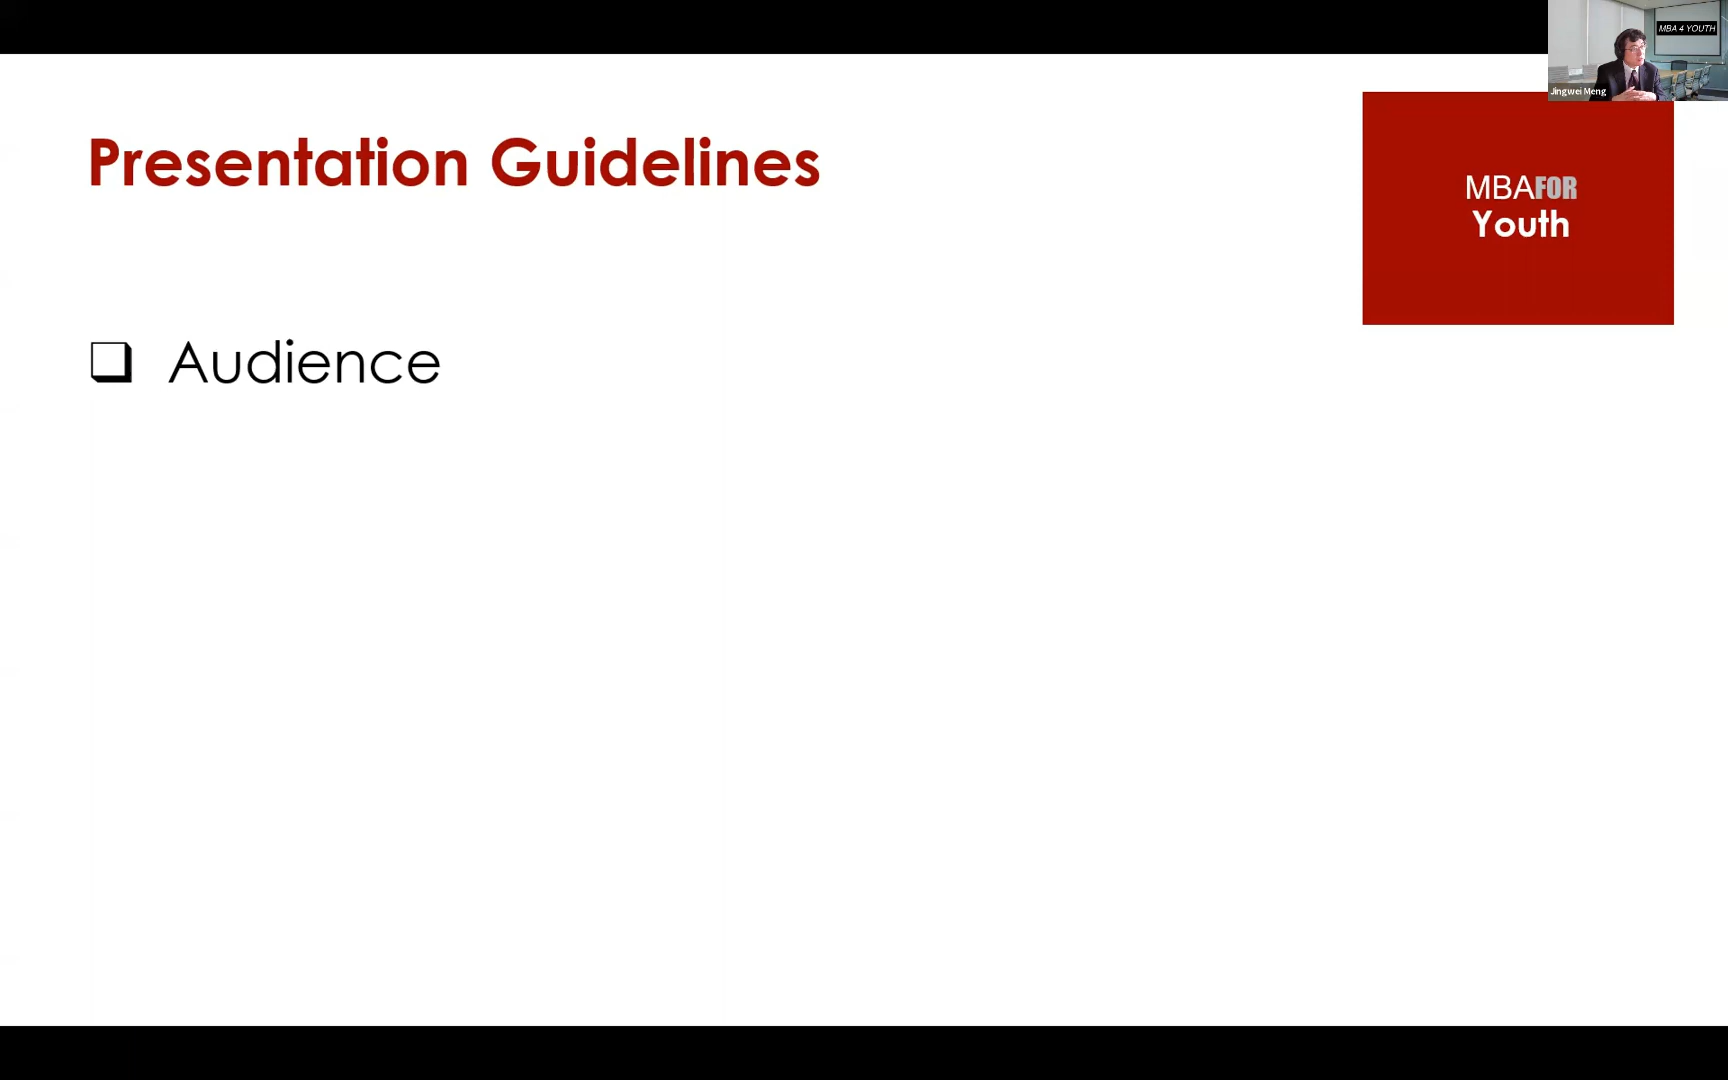 MBA 4 YOUTH
Jingwei Meng
Presentation Guidelines
MBAFOR
Youth
Audience